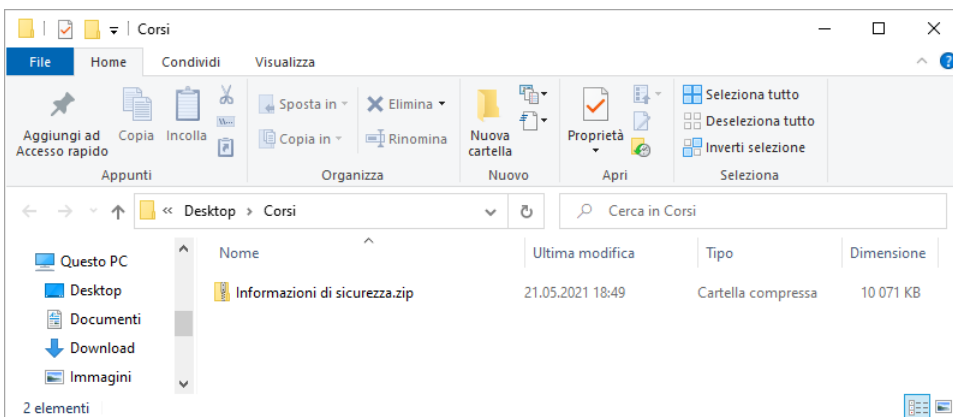 Corsi
File Home Condividi Visualizza
Aggiungi ad Accesso rapido
Copia
Incolla
Sposta in
Copia in
Elimina
Rinomina
Nuova cartella
Proprietà
Seleziona tutto
Deseleziona tutto
Inverti selezione
Appunti Organizza Nuovo Apri Seleziona
« Desktop > Corsi
Cerca in Corsi
Questo PC
Desktop
Documenti
Download
Immagini
Nome Ultima modifica Tipo Dimensione
Informazioni di sicurezza.zip 21.05.2021 18:49 Cartella compressa 10 071 KB
2 elementi